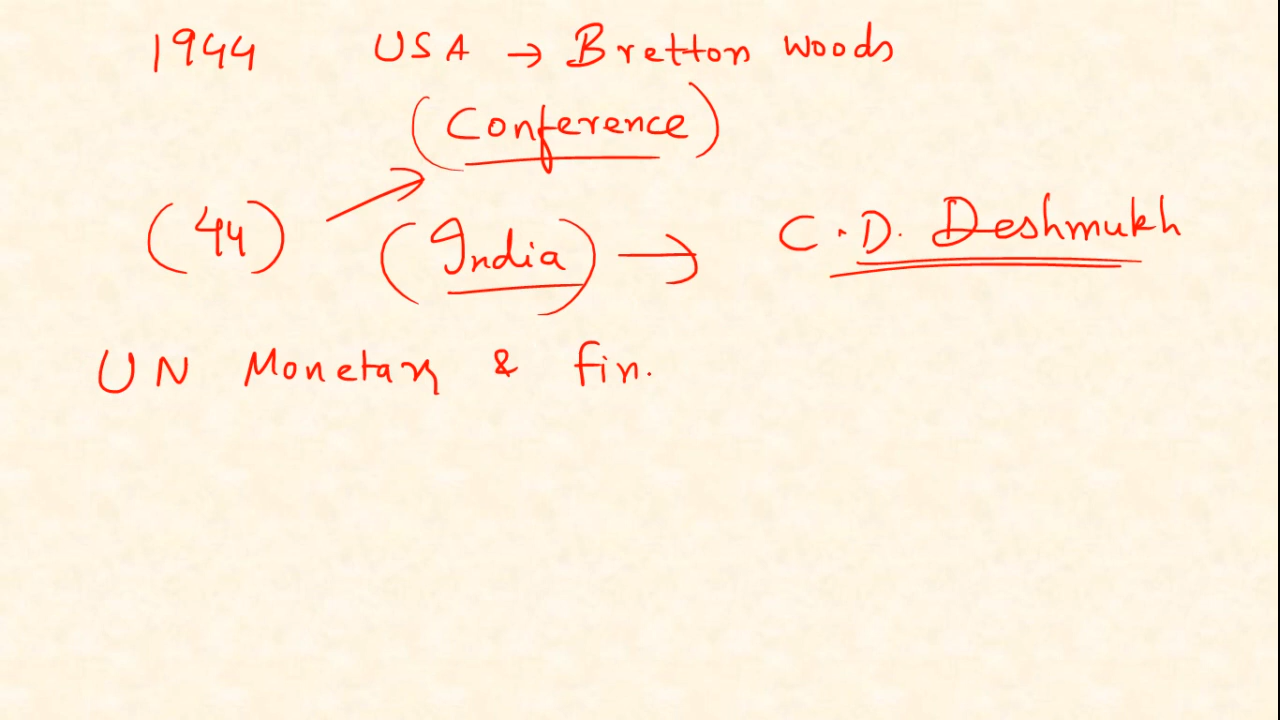 1944 USA → Bretton Woods
(Conference)
(44) (India) → C.D. Deshmukh
UN Monetary & fin.